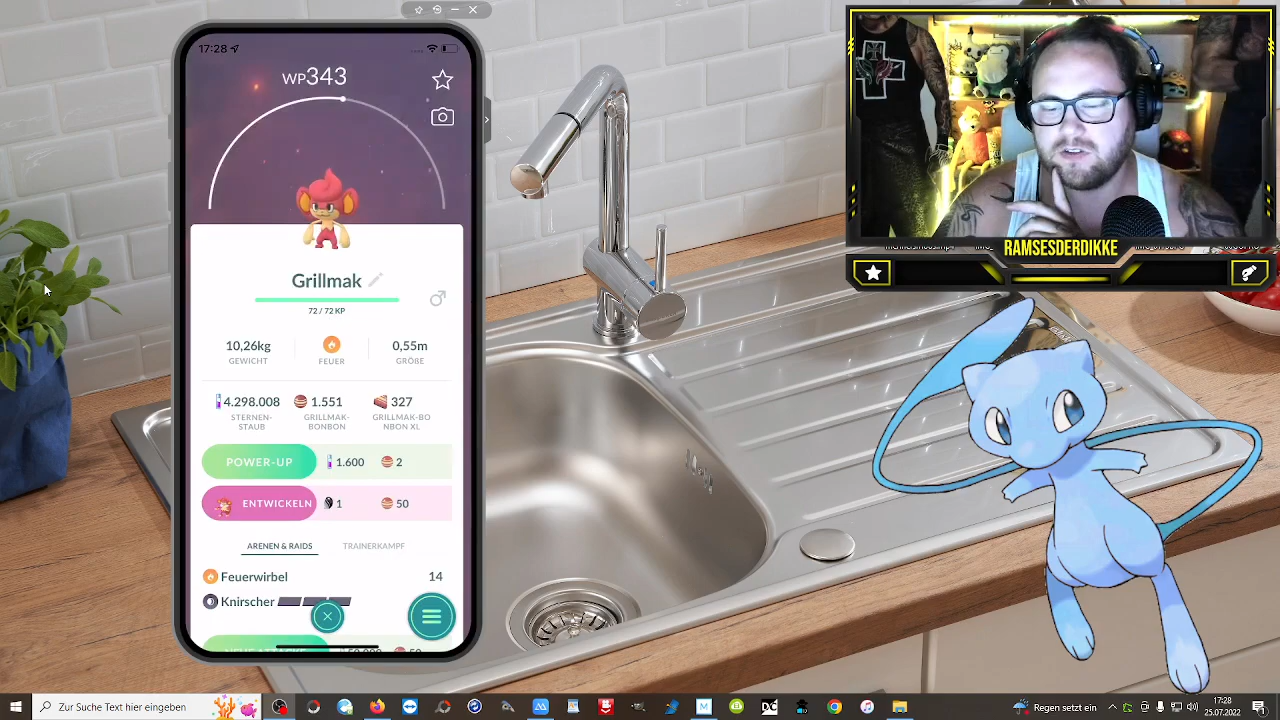 17:28
WP343
Grillmak
72 / 72 KP
10,26kg
GEWICHT
FEUER
0,55m
GRÖßE
4.298.008
STERNEN-
STAUB
1.551
GRILLMAK-
BONBON
327
GRILLMAK-BO
NBON XL
POWER-UP
1.600
2
ENTWICKELN
1
50
ARENEN & RAIDS
TRAINERKAMPF
Feuerwirbel
14
Knirscher
RAMSESDERDIKKE
Zur Suche Text hier eingeben
M
DC
Regen setzt ein
17:28
25.07.2022